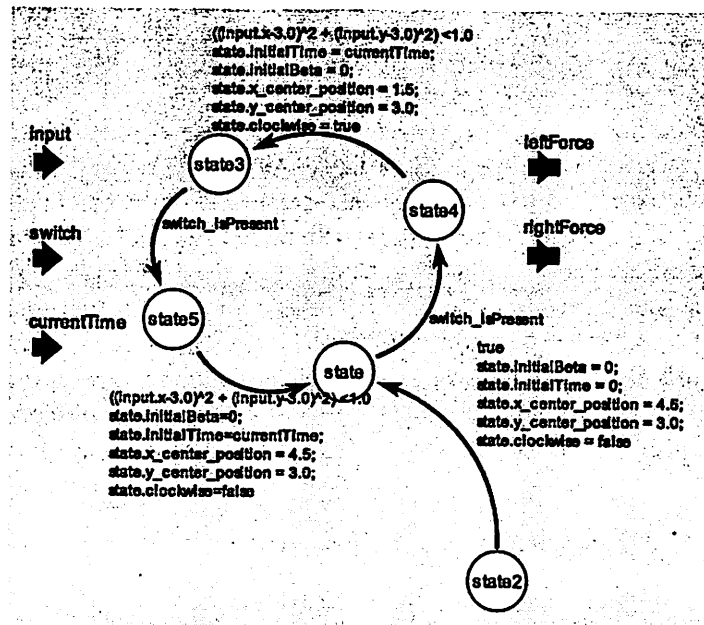 ((input.x-3.0)^2 + (input.y-3.0)^2) <1.0
state.initialTime = currentTime;
state.initialBeta = 0;
state.x_center_position = 1.5;
state.y_center_position = 3.0;
state.clockwise = true
input
state3
leftForce
state4
switch
switch_isPresent
rightForce
currentTime
state5
switch_isPresent
state
((input.x-3.0)^2 + (input.y-3.0)^2) <1.0
state.initialBeta=0;
state.initialTime=currentTime;
state.x_center_position = 4.5;
state.y_center_position = 3.0;
state.clockwise=false
true
state.initialBeta = 0;
state.initialTime = 0;
state.x_center_position = 4.5;
state.y_center_position = 3.0;
state.clockwise = false
state2